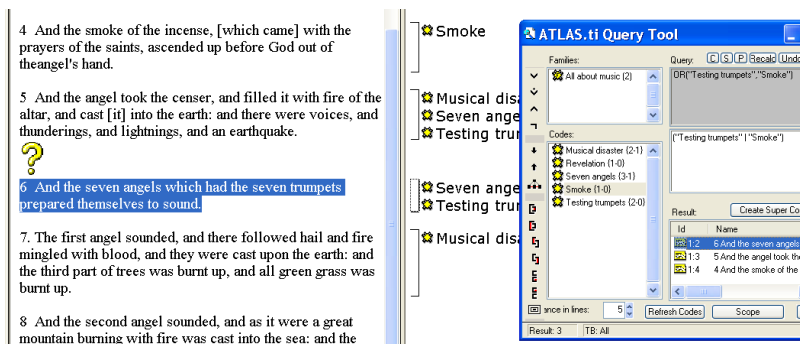 4  And the smoke of the incense, [which came] with the
prayers of the saints, ascended up before God out of
theangel's hand.
5  And the angel took the censer, and filled it with fire of the
altar, and cast [it] into the earth: and there were voices, and
thunderings, and lightnings, and an earthquake.
6  And the seven angels which had the seven trumpets
prepared themselves to sound.
7. The first angel sounded, and there followed hail and fire
mingled with blood, and they were cast upon the earth: and
the third part of trees was burnt up, and all green grass was
burnt up.
8  And the second angel sounded, and as it were a great
mountain burning with fire was cast into the sea: and the
Smoke
Musical disa
Seven ange
Testing trur
Seven ange
Testing trur
Musical disa
ATLAS.ti Query Tool
Families:
All about music {2}
Codes:
Musical disaster {2-1}
Revelation {1-0}
Seven angels {3-1}
Smoke {1-0}
Testing trumpets {2-0}
Query:
C S P Recalc Undo
OR("Testing trumpets","Smoke")
("Testing trumpets" | "Smoke")
Result:
Create Super Co
Id Name
1:2 6 And the seven angels
1:3 5 And the angel took the
1:4 4 And the smoke of the
ance in lines: 5
Refresh Codes
Scope
Result: 3
TB: All